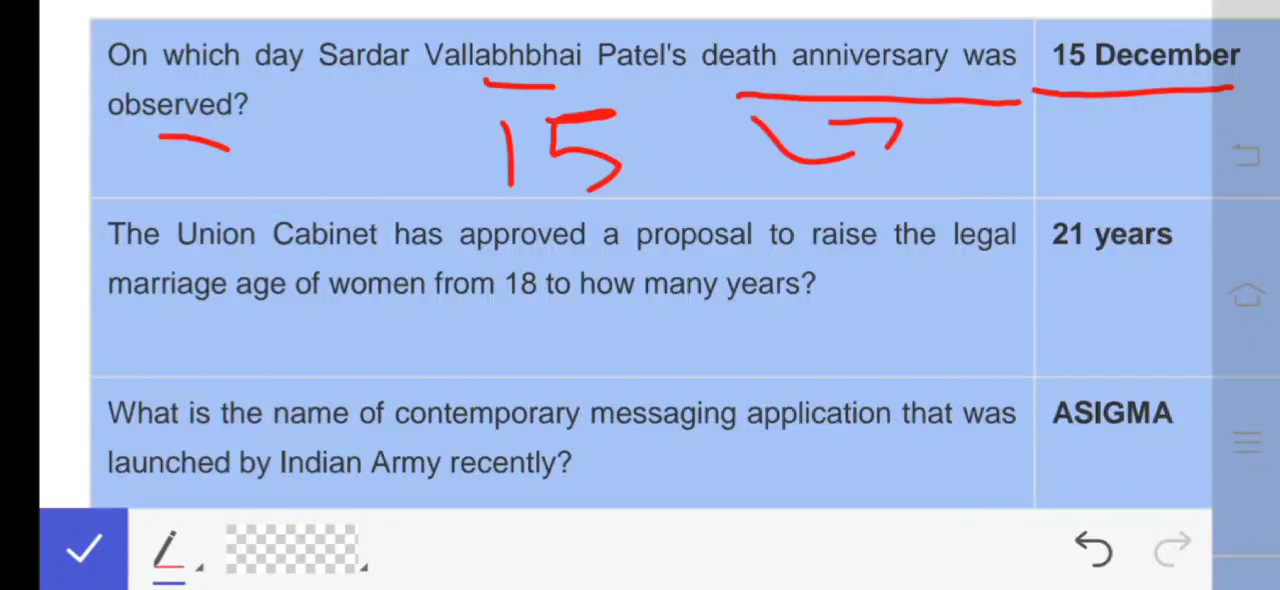 On which day Sardar Vallabhbhai Patel's death anniversary was 15 December
observed?
15
The Union Cabinet has approved a proposal to raise the legal 21 years
marriage age of women from 18 to how many years?
What is the name of contemporary messaging application that was ASIGMA
launched by Indian Army recently?